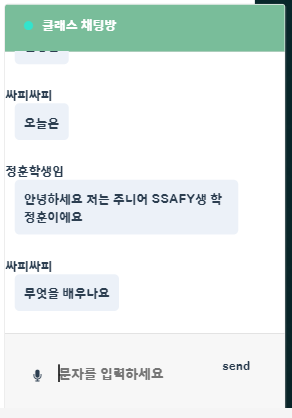 클래스 채팅방
싸피싸피
오늘은
정훈학생임
안녕하세요 저는 주니어 SSAFY생 학
정훈이에요
싸피싸피
무엇을 배우나요
문자를 입력하세요
send